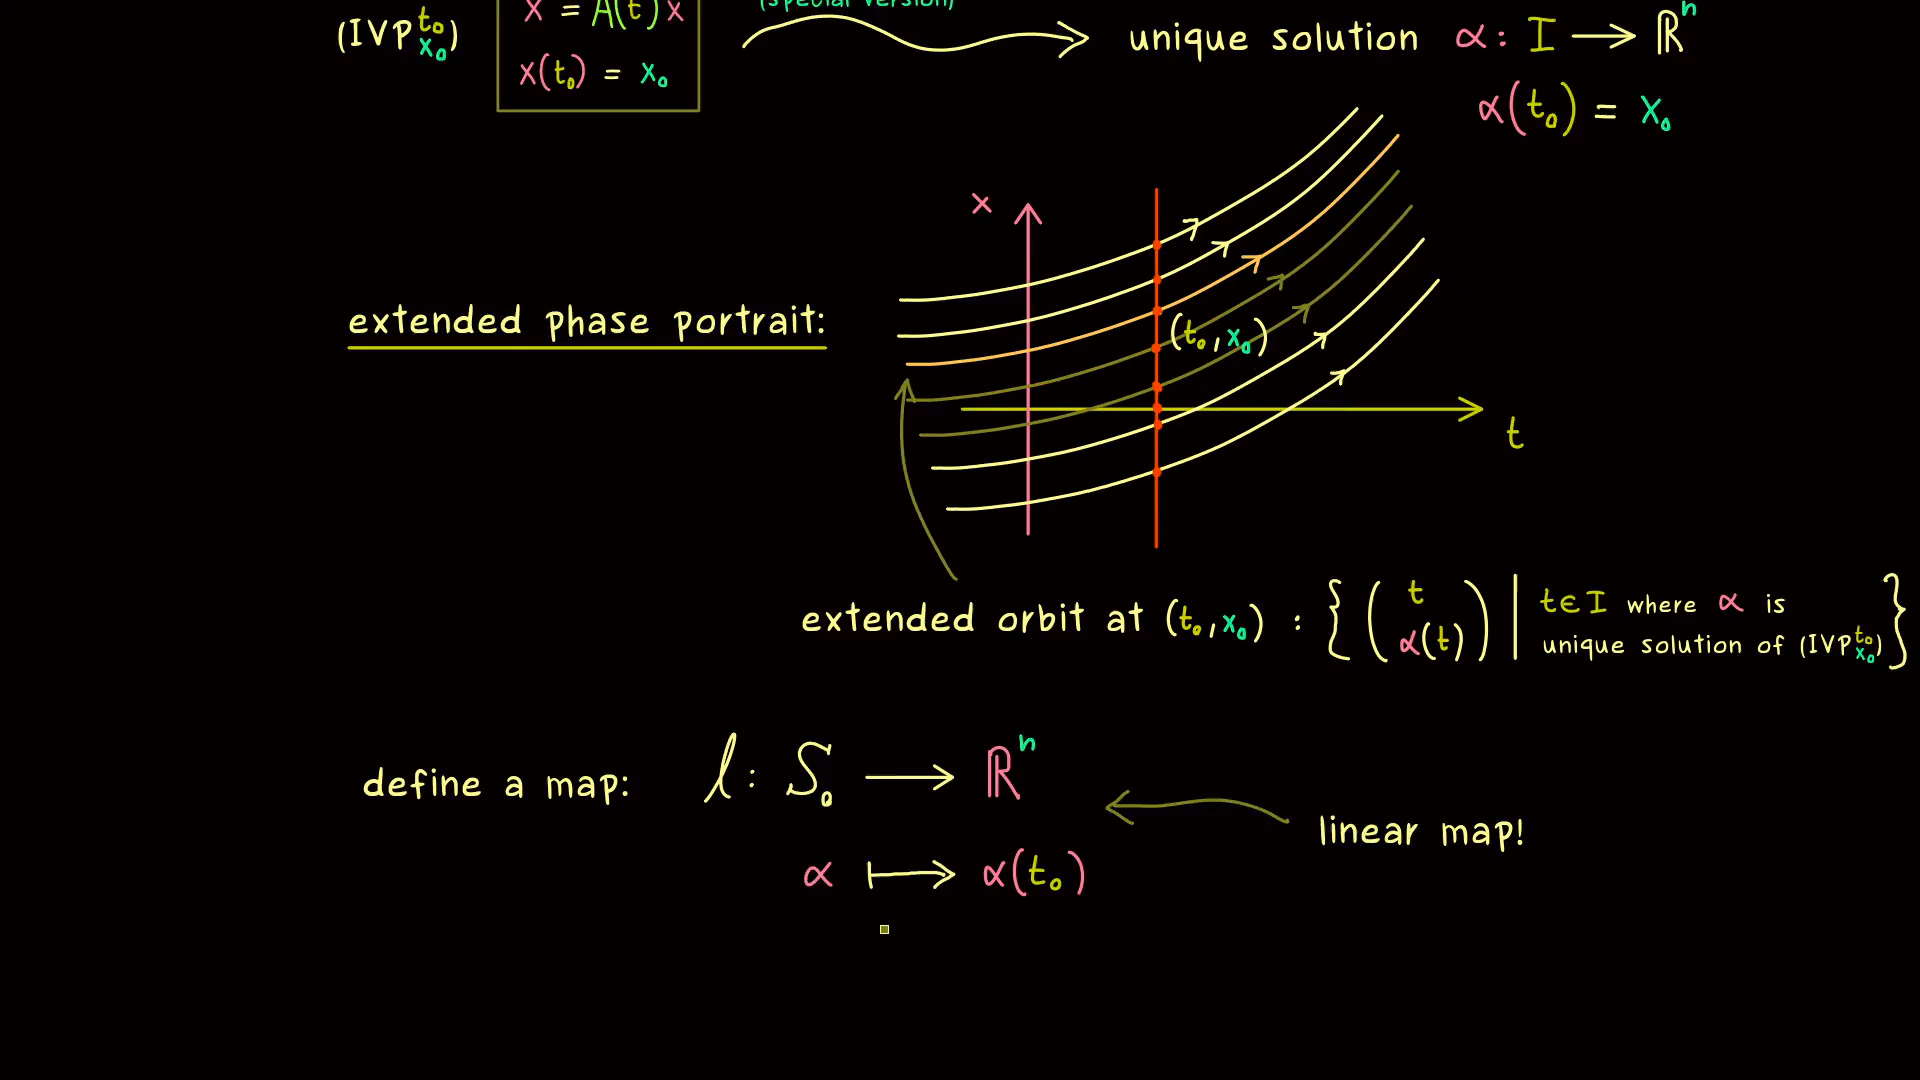 (special version)
(IVP^{t₀}_{x₀}) ẋ = A(t)x
x(t₀) = x₀
unique solution α: I ⟶ ℝⁿ
α(t₀) = x₀
x
extended phase portrait:
(t₀, x₀)
t
extended orbit at (t₀, x₀) : { ( t α(t) ) | t∈I where α is
unique solution of (IVP^{t₀}_{x₀}) }
define a map: ℓ: S₀ ⟶ ℝⁿ
linear map!
α ⟼ α(t₀)